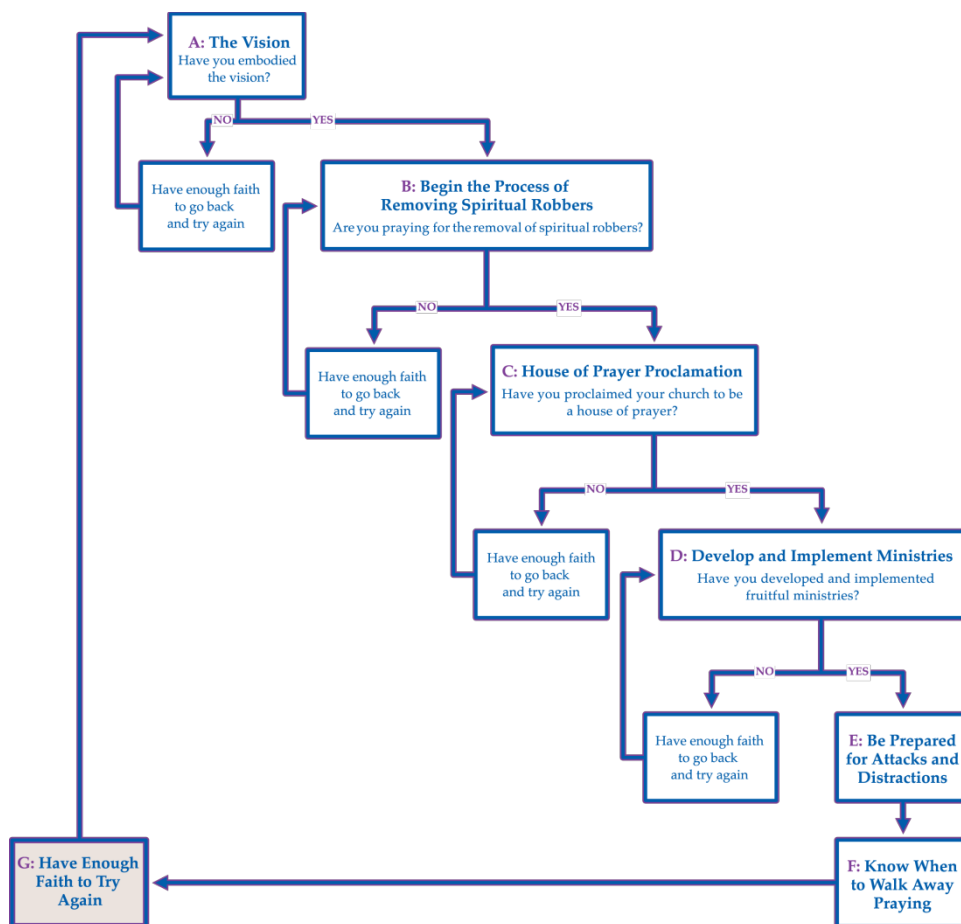 A: The Vision
Have you embodied
the vision?
NO
YES
Have enough faith
to go back
and try again
B: Begin the Process of
Removing Spiritual Robbers
Are you praying for the removal of spiritual robbers?
NO
YES
Have enough faith
to go back
and try again
C: House of Prayer Proclamation
Have you proclaimed your church to be
a house of prayer?
NO
YES
Have enough faith
to go back
and try again
D: Develop and Implement Ministries
Have you developed and implemented
fruitful ministries?
NO
YES
Have enough faith
to go back
and try again
E: Be Prepared
for Attacks and
Distractions
G: Have Enough
Faith to Try
Again
F: Know When
to Walk Away
Praying